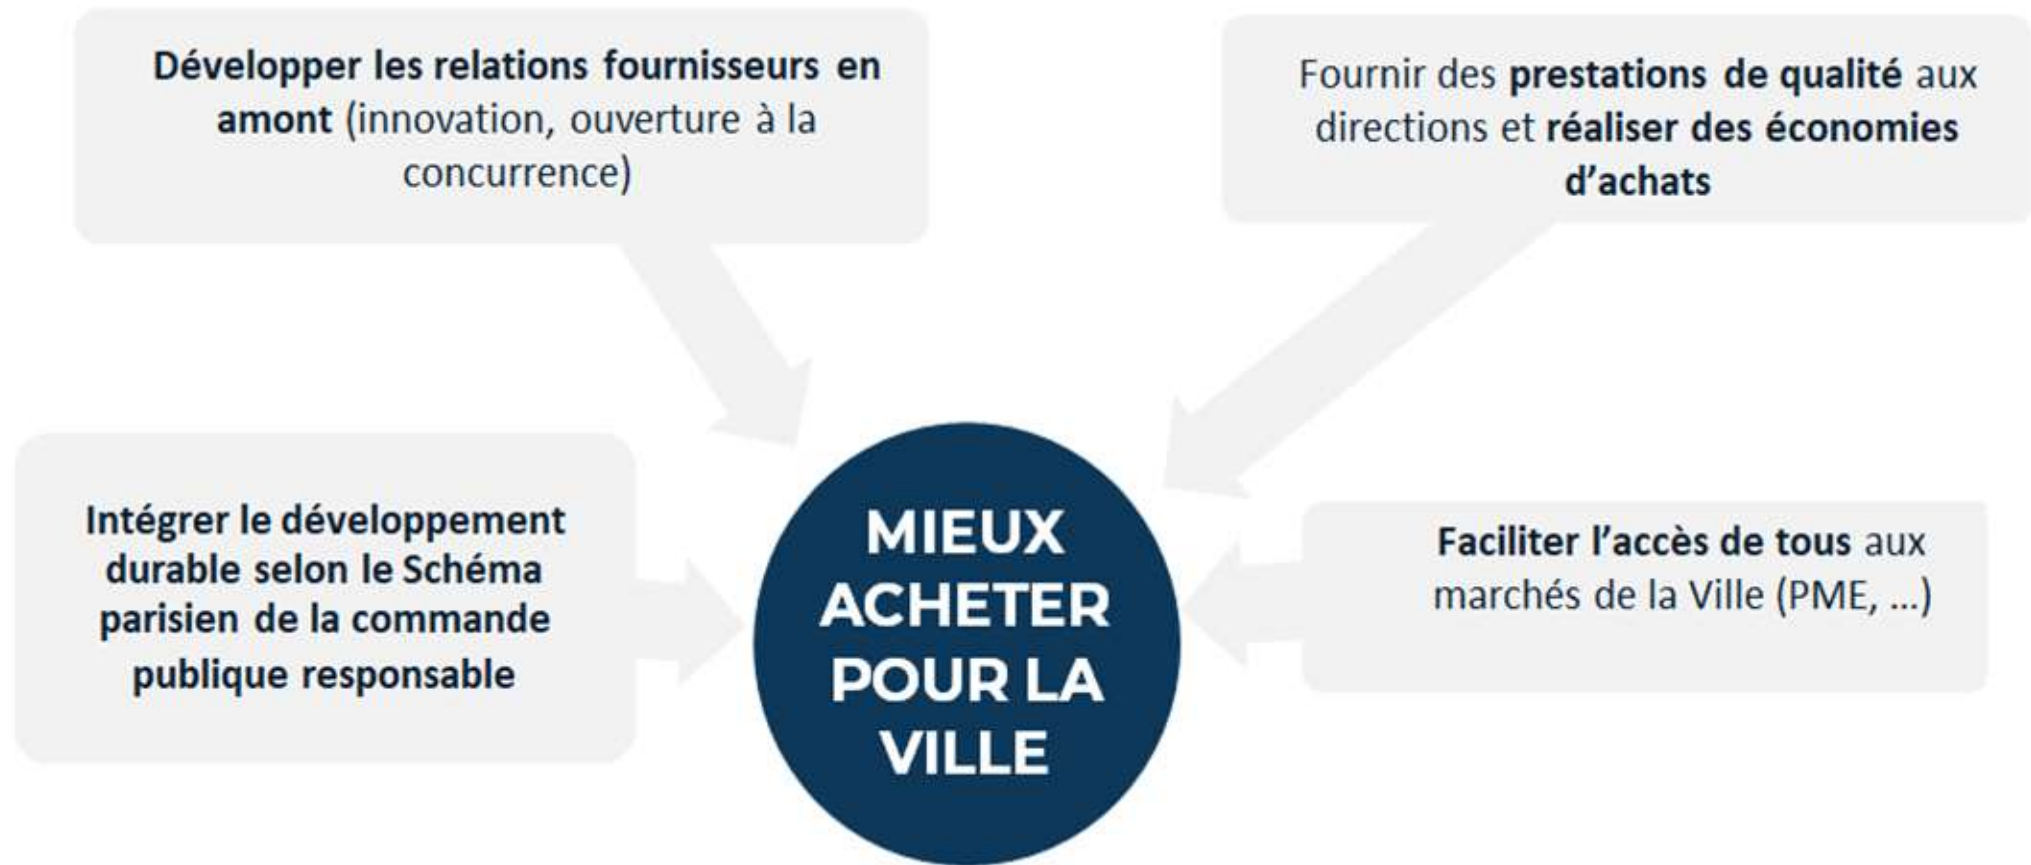 Développer les relations fournisseurs en
amont (innovation, ouverture à la
concurrence)
Fournir des prestations de qualité aux
directions et réaliser des économies
d’achats
Intégrer le développement
durable selon le Schéma
parisien de la commande
publique responsable
MIEUX
ACHETER
POUR LA
VILLE
Faciliter l’accès de tous aux
marchés de la Ville (PME, ...)